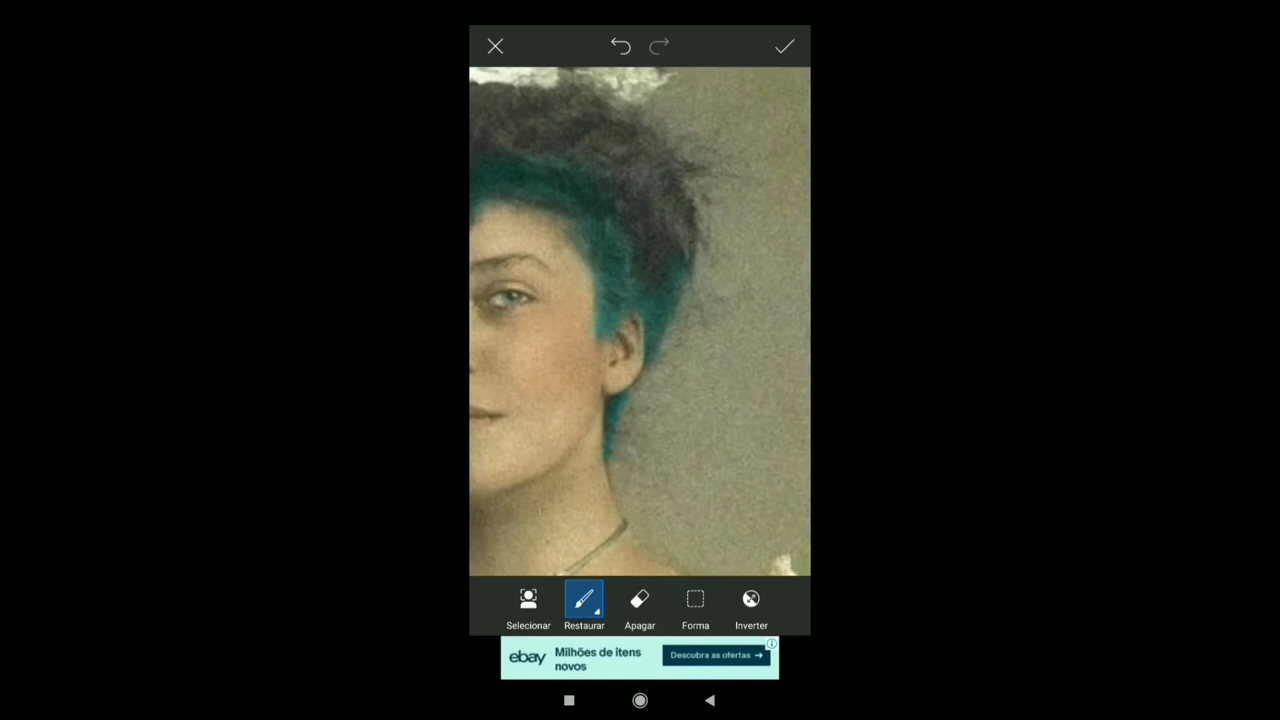 Selecionar Restaurar Apagar Forma Inverter
ebay Milhões de itens novos Descubra as ofertas →